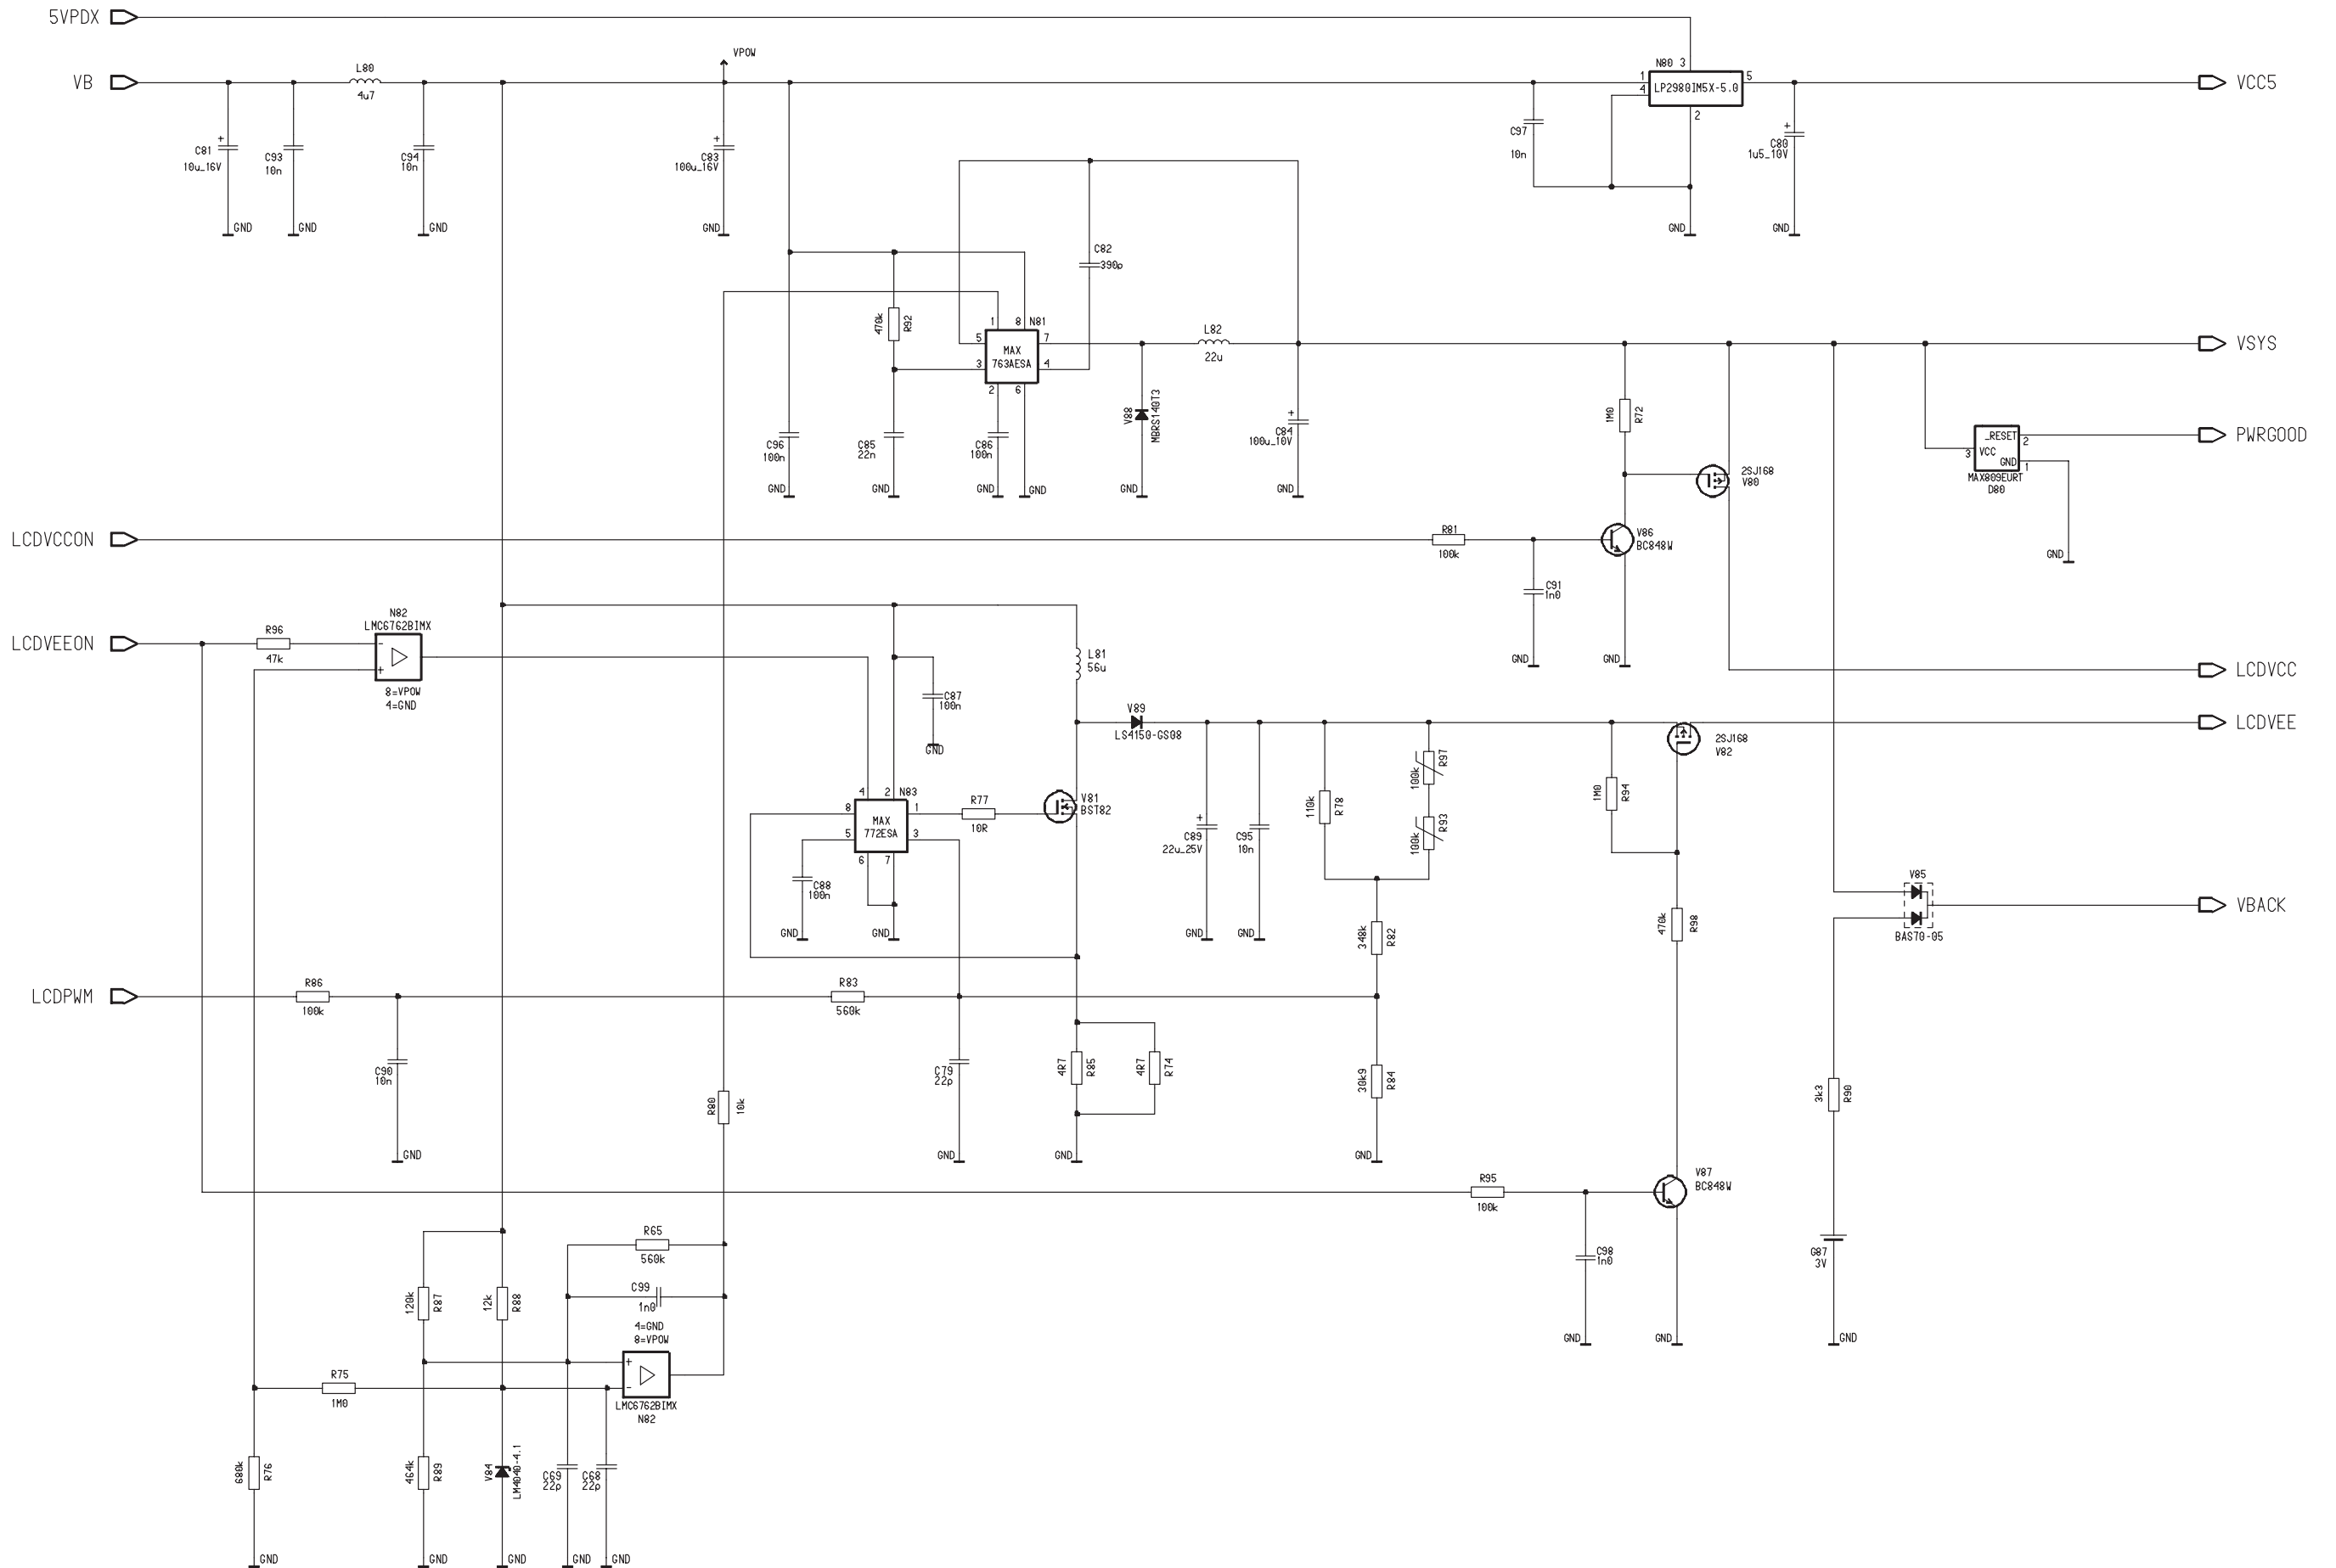 5VPDX
VPOW
N80 3
VB
L80
4u7
1
4
LP2980IM5X-5.0
5
2
VCC5
C81
10u_16V
+
C93
10n
C94
10n
+
C83
100u_16V
C97
10n
+
C80
1u5_10V
GND
GND
GND
GND
GND
GND
C82
390p
470k
R92
1
8
N81
5
MAX
763AESA
7
3
4
2
6
L82
22u
VSYS
V88
MBRS140T3
+
C84
100u_10V
1M0
R72
C96
100n
C85
22n
C86
100n
_RESET
2
VCC
3
GND
1
MAX809EURT
D80
PWRGOOD
2SJ168
V80
GND
GND
GND
GND
GND
GND
LCDVCCON
R81
100k
V86
BC848W
GND
C91
1n0
N82
LMC6762BIMX
LCDVEEON
R96
47k
-
+
8=VPOW
4=GND
L81
56u
GND
GND
LCDVCC
C87
100n
GND
V89
LS4150-GS08
LCDVEE
2SJ168
V82
100k
R97
1M0
R94
4
2
N83
8
MAX
772ESA
1
5
3
6
7
R77
10R
V81
BST82
110k
R78
100k
R93
+
C89
22u_25V
C95
10n
C88
100n
GND
GND
GND
GND
348k
R82
470k
R98
V85
BAS70-05
VBACK
LCDPWM
R86
100k
R83
560k
C90
10n
C79
22p
4R7
R85
4R7
R74
30k9
R84
R80
10k
3k3
R90
GND
GND
GND
GND
R95
100k
V87
BC848W
R65
560k
C98
1n0
G87
3V
120k
R87
12k
R88
C99
1n0
4=GND
8=VPOW
GND
GND
GND
+
-
LMC6762BIMX
N82
R75
1M0
680k
R76
464k
R89
V84
LM4040-4.1
C69
22p
C68
22p
GND
GND
GND
GND
GND